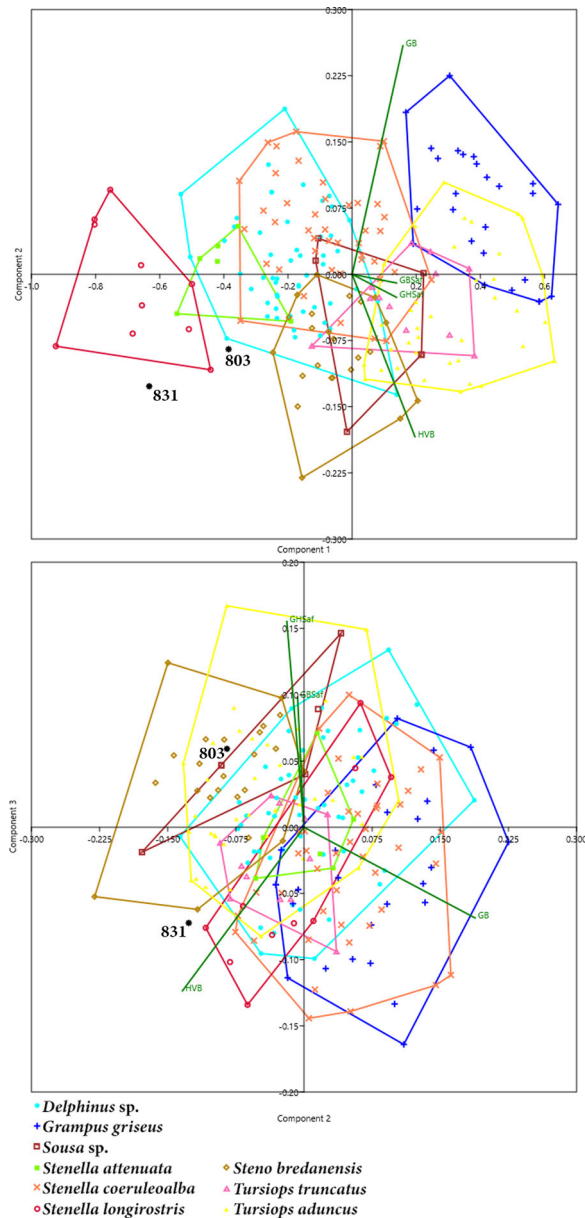 0.300
0.225
GB
0.150
0.075
Component 2
-1.0 -0.8 -0.6 -0.4 -0.2 0.000 0.2 0.4 0.6
GBSaf
GHSaf
-0.075
803
831
-0.150
HVB
-0.225
-0.300
Component 1
0.20
GHSaf
0.15
0.10
GBSaf
803
0.05
Component 3
-0.300 -0.225 -0.150 -0.075 0.00 0.075 0.150 0.225 0.300
-0.05
GB
831
-0.10
HVB
-0.15
-0.20
Component 2
Delphinus sp.
Grampus griseus
Sousa sp.
Stenella attenuata Steno bredanensis
Stenella coeruleoalba Tursiops truncatus
Stenella longirostris Tursiops aduncus